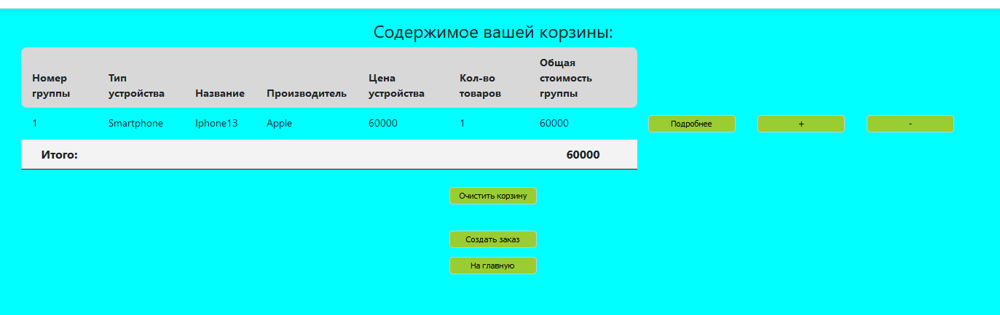 Содержимое вашей корзины:
Номер группы Тип устройства Название Производитель Цена устройства Кол-во товаров Общая стоимость группы
1 Smartphone Iphone13 Apple 60000 1 60000 Подробнее + -
Итого: 60000
Очистить корзину
Создать заказ
На главную